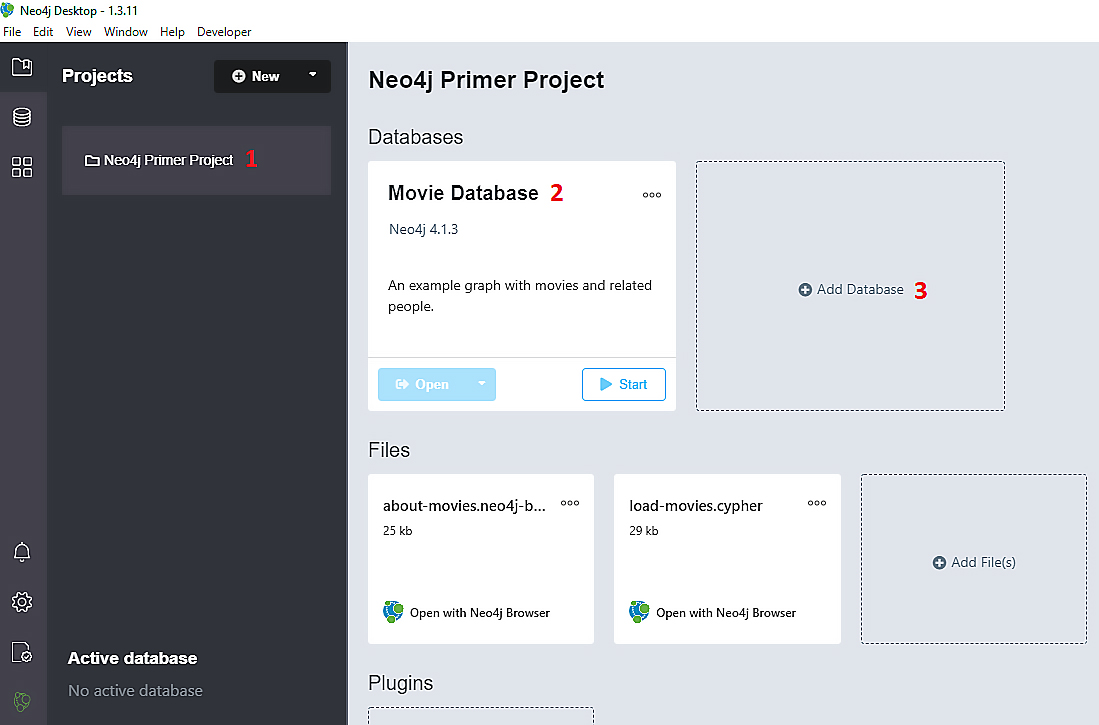 Neo4j Desktop - 1.3.11
File Edit View Window Help Developer
Projects
New
Neo4j Primer Project 1
Active database
No active database
Neo4j Primer Project
Databases
Movie Database 2
Neo4j 4.1.3
An example graph with movies and related
people.
Open
Start
Add Database 3
Files
about-movies.neo4j-b...
25 kb
Open with Neo4j Browser
load-movies.cypher
29 kb
Open with Neo4j Browser
Add File(s)
Plugins